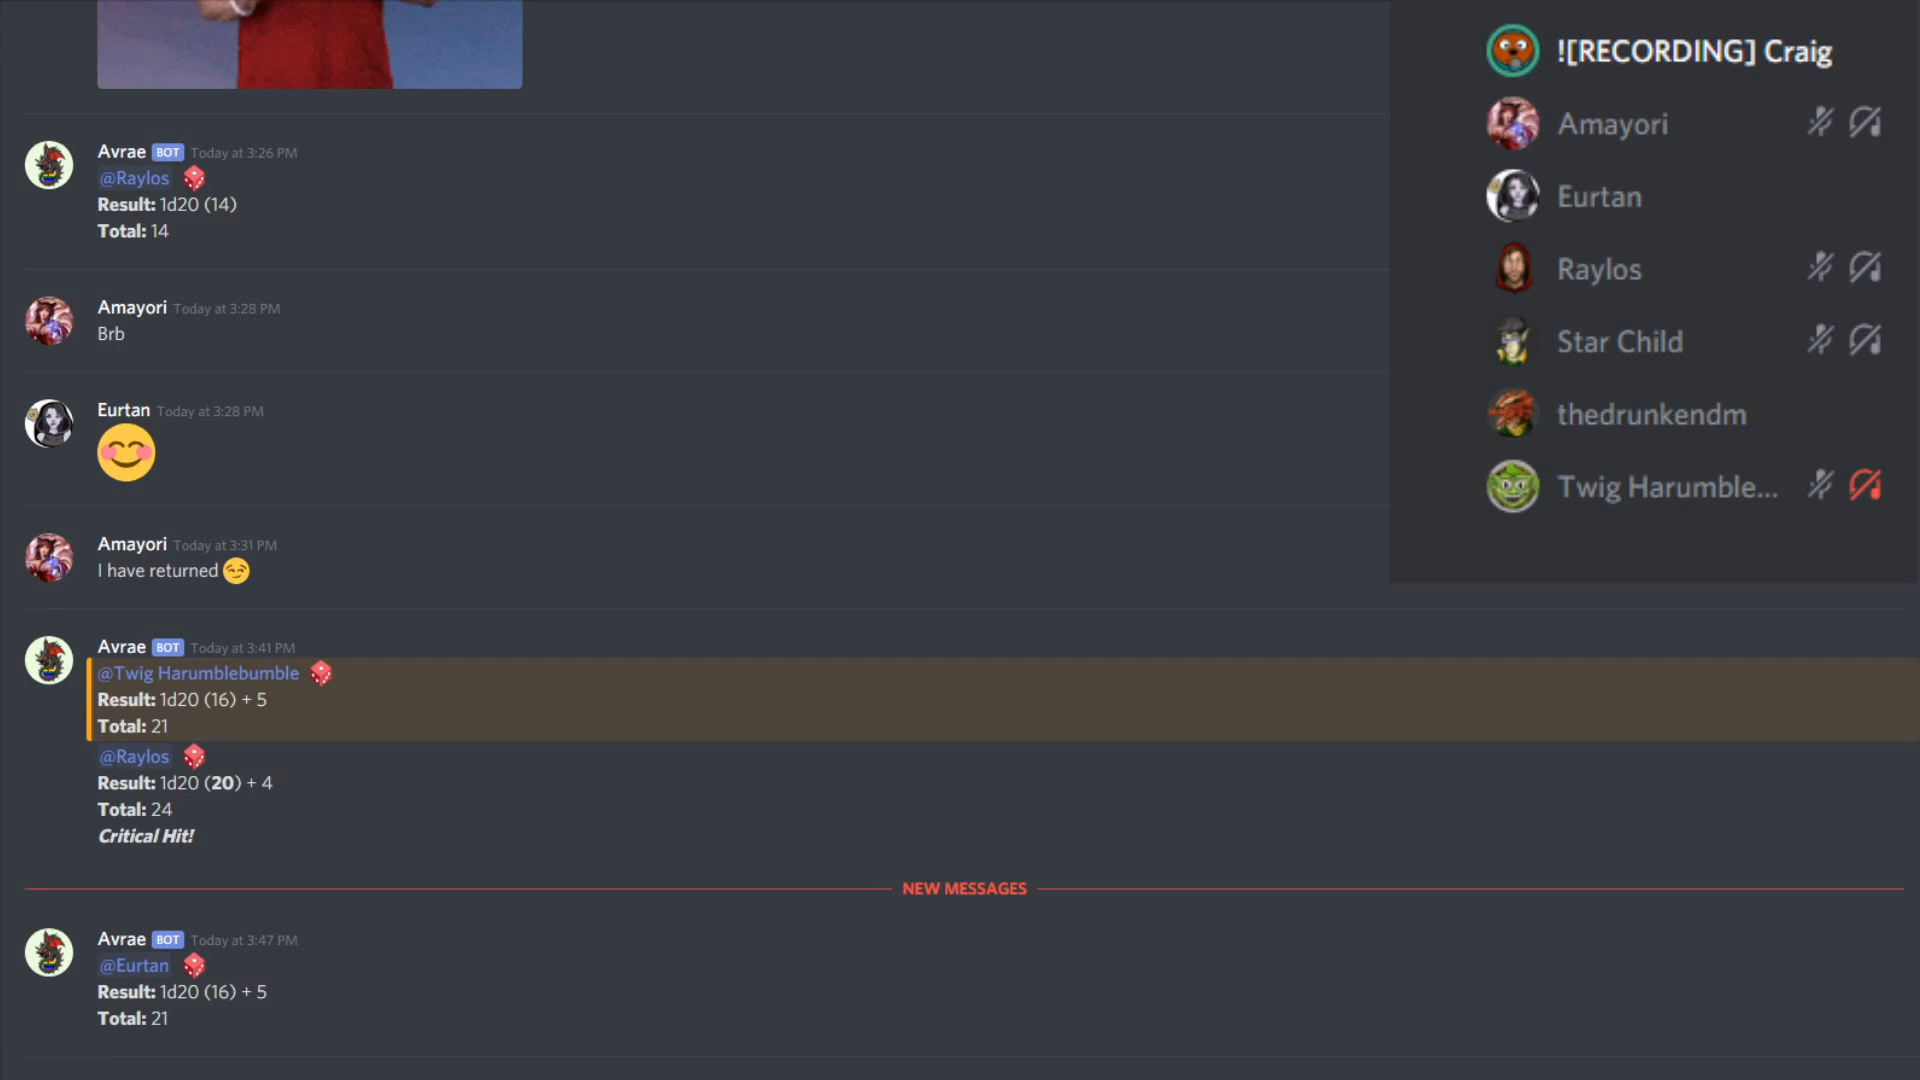 Avrae BOT Today at 3:26 PM
@Raylos
Result: 1d20 (14)
Total: 14
Amayori Today at 3:28 PM
Brb
Eurtan Today at 3:28 PM
Amayori Today at 3:31 PM
I have returned
Avrae BOT Today at 3:41 PM
@Twig Harumblebumble
Result: 1d20 (16) + 5
Total: 21
@Raylos
Result: 1d20 (20) + 4
Total: 24
Critical Hit!
NEW MESSAGES
Avrae BOT Today at 3:47 PM
@Eurtan
Result: 1d20 (16) + 5
Total: 21
![RECORDING] Craig
Amayori
Eurtan
Raylos
Star Child
thedrunkendm
Twig Harumble...